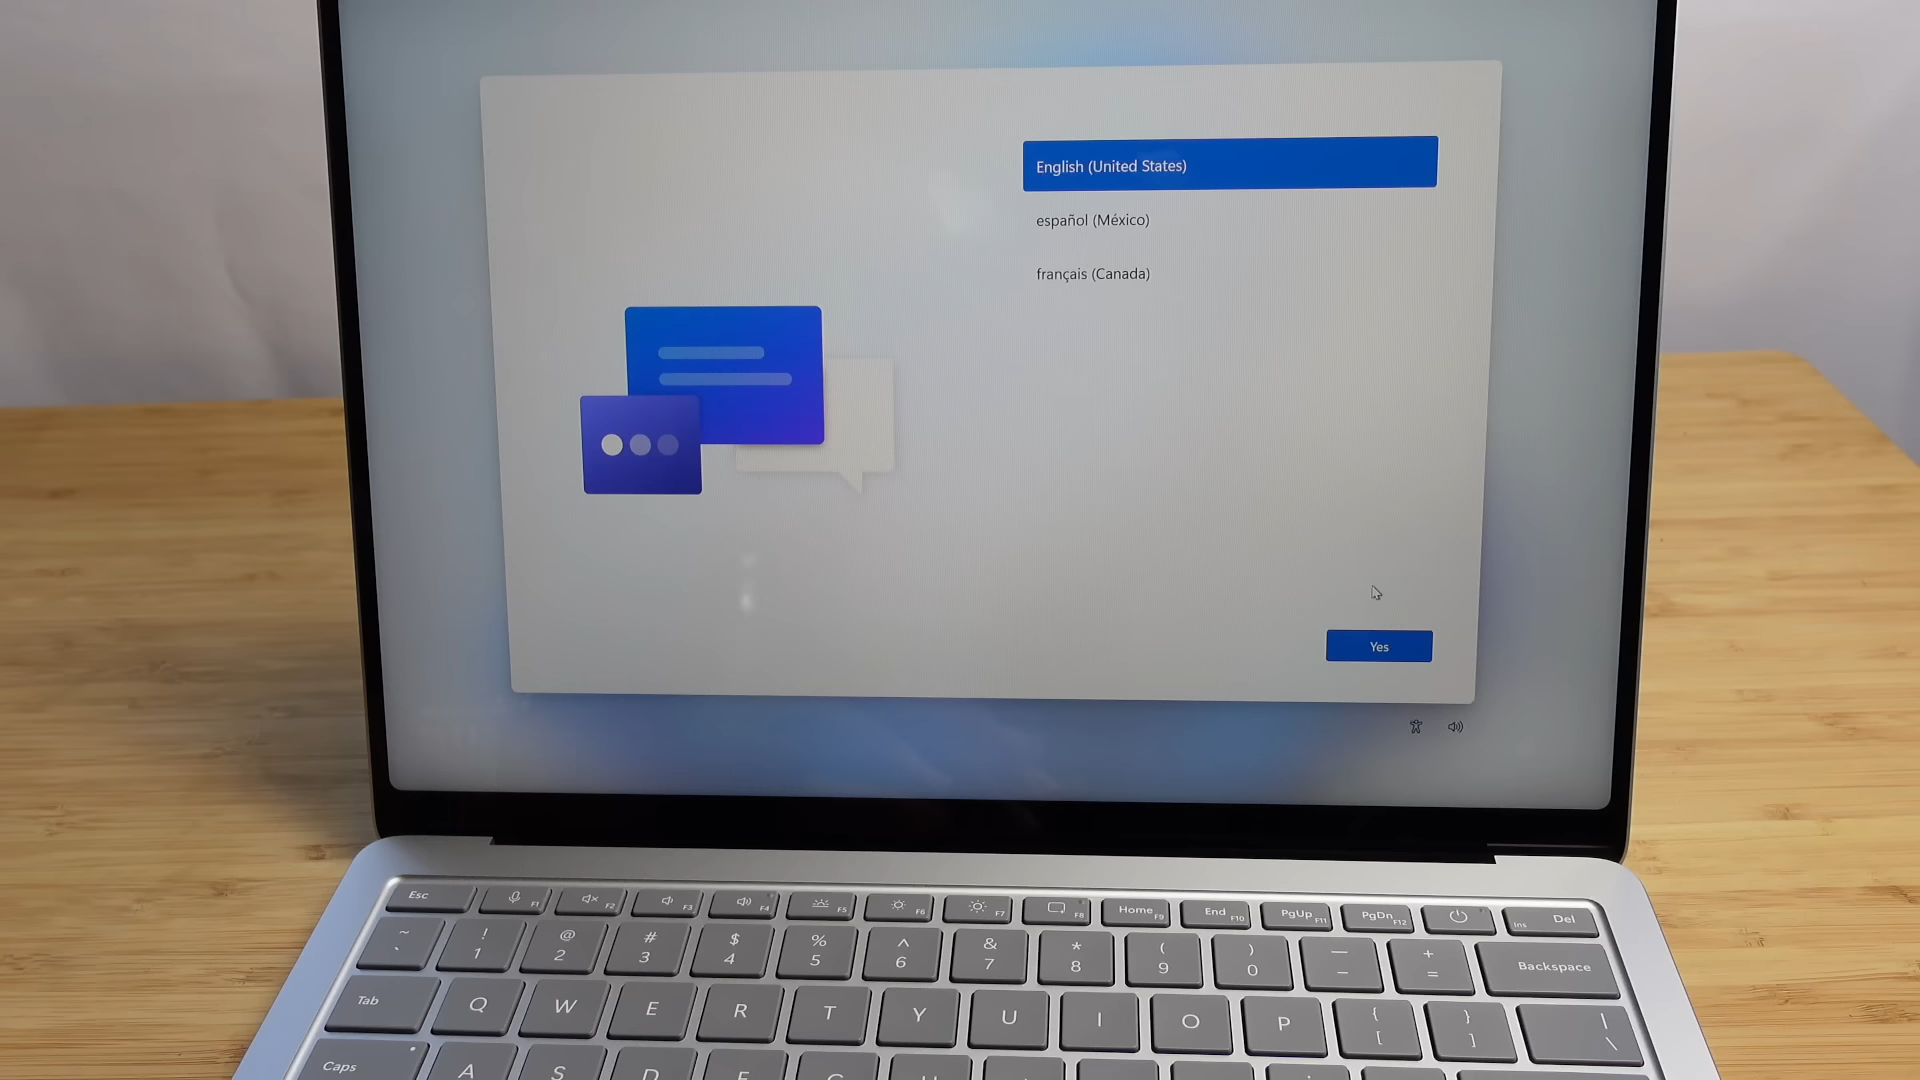 English (United States)
español (México)
français (Canada)
Yes
Esc F1 F2 F3 F4 F5 F6 F7 F8 Home F9 End F10 PgUp F11 PgDn F12 Ins Del
~ ` ! 1 @ 2 # 3 $ 4 % 5 ^ 6 & 7 * 8 ( 9 ) 0 _ - + = Backspace
Tab Q W E R T Y U I O P { [ } ] | \
Caps A S D F